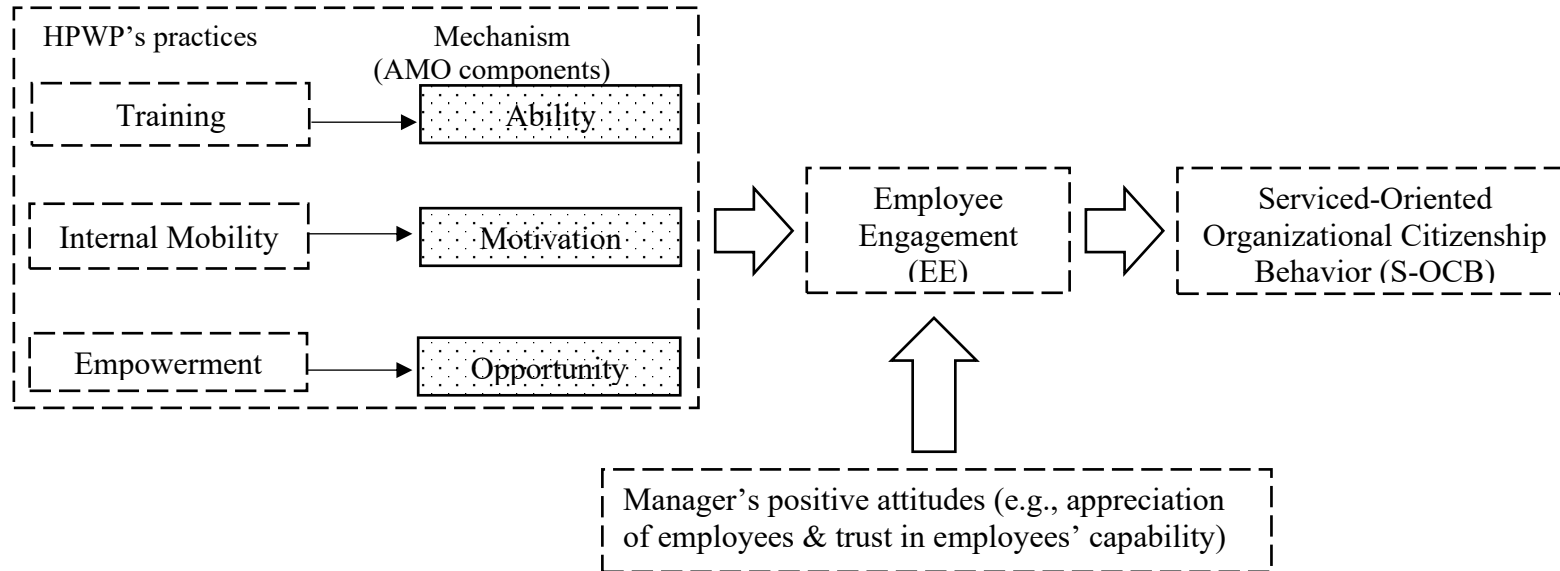 HPWP’s practices
Mechanism
(AMO components)
Training
Ability
Internal Mobility
Motivation
Empowerment
Opportunity
Employee
Engagement
(EE)
Serviced-Oriented
Organizational Citizenship
Behavior (S-OCB)
Manager’s positive attitudes (e.g., appreciation
of employees & trust in employees’ capability)